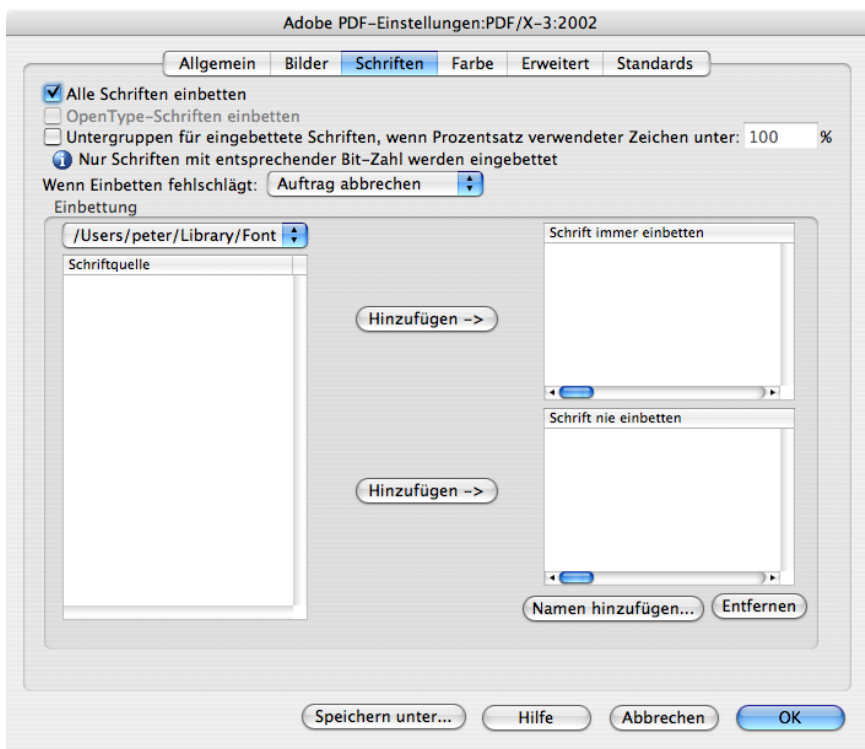 Adobe PDF-Einstellungen:PDF/X-3:2002
Allgemein Bilder Schriften Farbe Erweitert Standards
Alle Schriften einbetten
OpenType-Schriften einbetten
Untergruppen für eingebettete Schriften, wenn Prozentsatz verwendeter Zeichen unter: 100 %
Nur Schriften mit entsprechender Bit-Zahl werden eingebettet
Wenn Einbetten fehlschlägt: Auftrag abbrechen
Einbettung
/Users/peter/Library/Font
Schrift immer einbetten
Schriftquelle
Hinzufügen ->
Schrift nie einbetten
Hinzufügen ->
Namen hinzufügen... Entfernen
Speichern unter... Hilfe Abbrechen OK